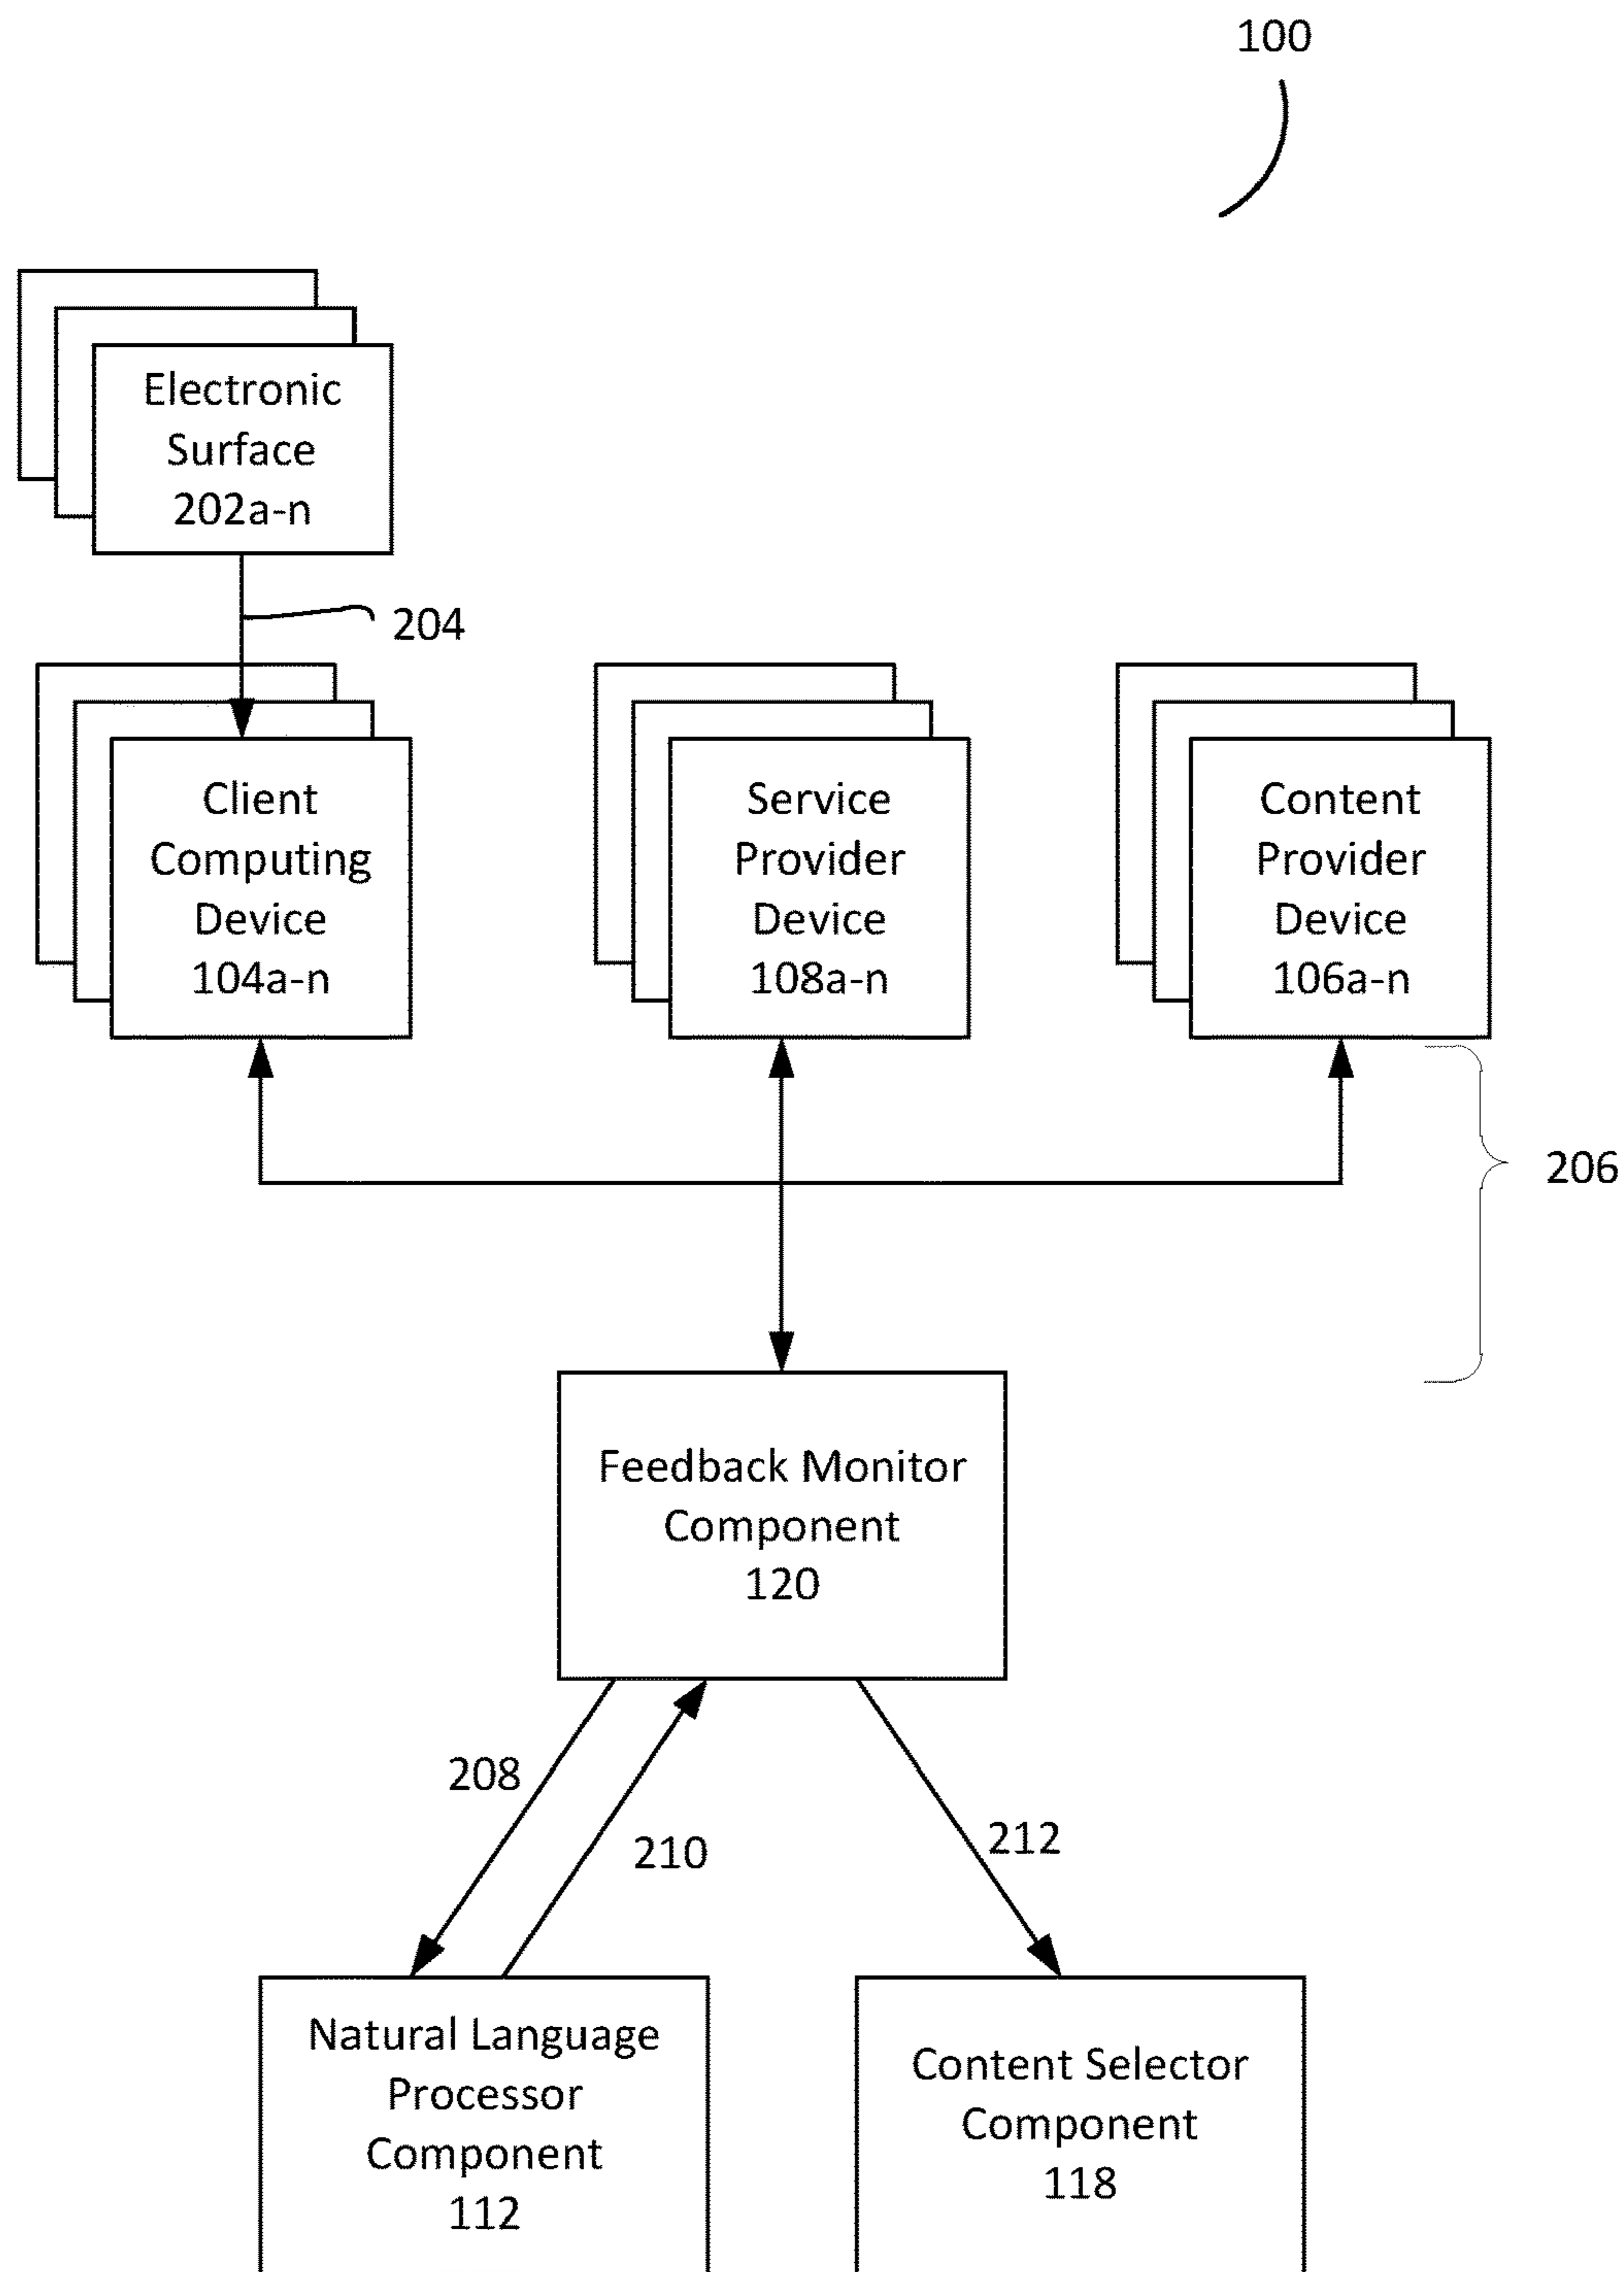 100
Electronic
Surface
202a-n
204
Client
Computing
Device
104a-n
Service
Provider
Device
108a-n
Content
Provider
Device
106a-n
206
Feedback Monitor
Component
120
208
210
212
Natural Language
Processor
Component
112
Content Selector
Component
118